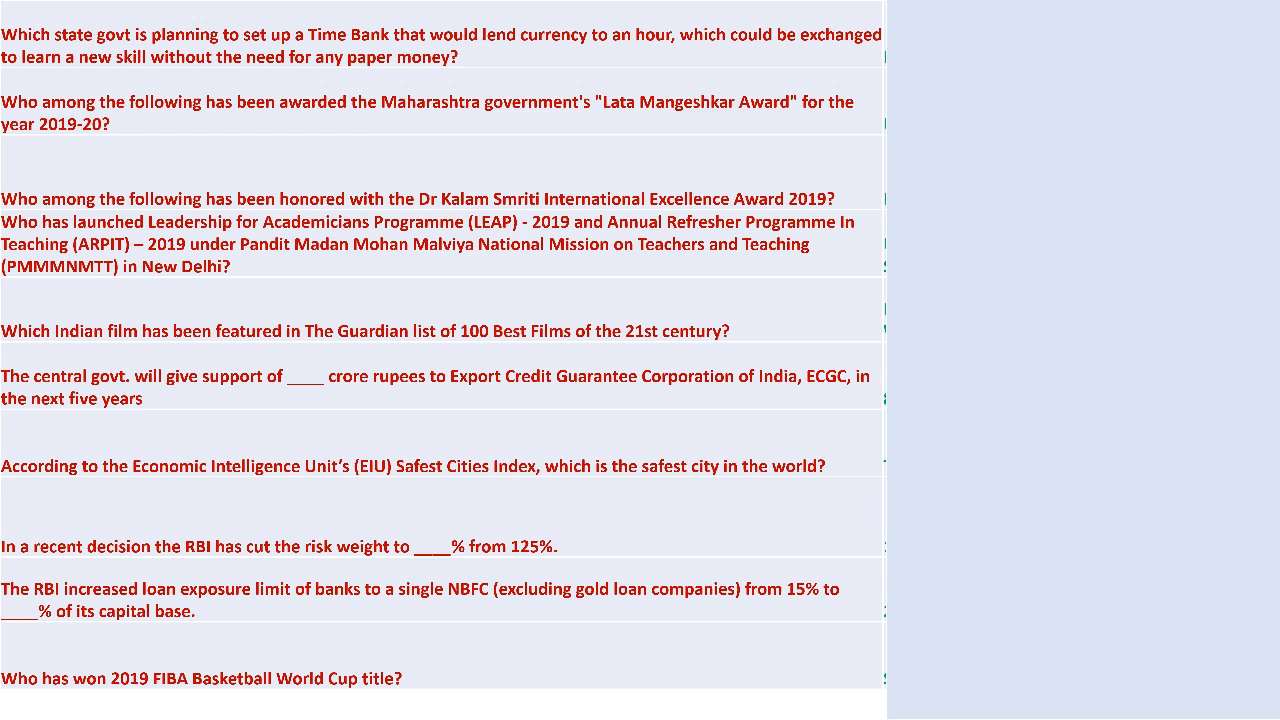 Which state govt is planning to set up a Time Bank that would lend currency to an hour, which could be exchanged
to learn a new skill without the need for any paper money?
Who among the following has been awarded the Maharashtra government's "Lata Mangeshkar Award" for the
year 2019-20?
Who among the following has been honored with the Dr Kalam Smriti International Excellence Award 2019?
Who has launched Leadership for Academicians Programme (LEAP) - 2019 and Annual Refresher Programme In
Teaching (ARPIT) – 2019 under Pandit Madan Mohan Malviya National Mission on Teachers and Teaching
(PMMMNMTT) in New Delhi?
Which Indian film has been featured in The Guardian list of 100 Best Films of the 21st century?
The central govt. will give support of ____ crore rupees to Export Credit Guarantee Corporation of India, ECGC, in
the next five years
According to the Economic Intelligence Unit’s (EIU) Safest Cities Index, which is the safest city in the world?
In a recent decision the RBI has cut the risk weight to ____% from 125%.
The RBI increased loan exposure limit of banks to a single NBFC (excluding gold loan companies) from 15% to
____% of its capital base.
Who has won 2019 FIBA Basketball World Cup title?